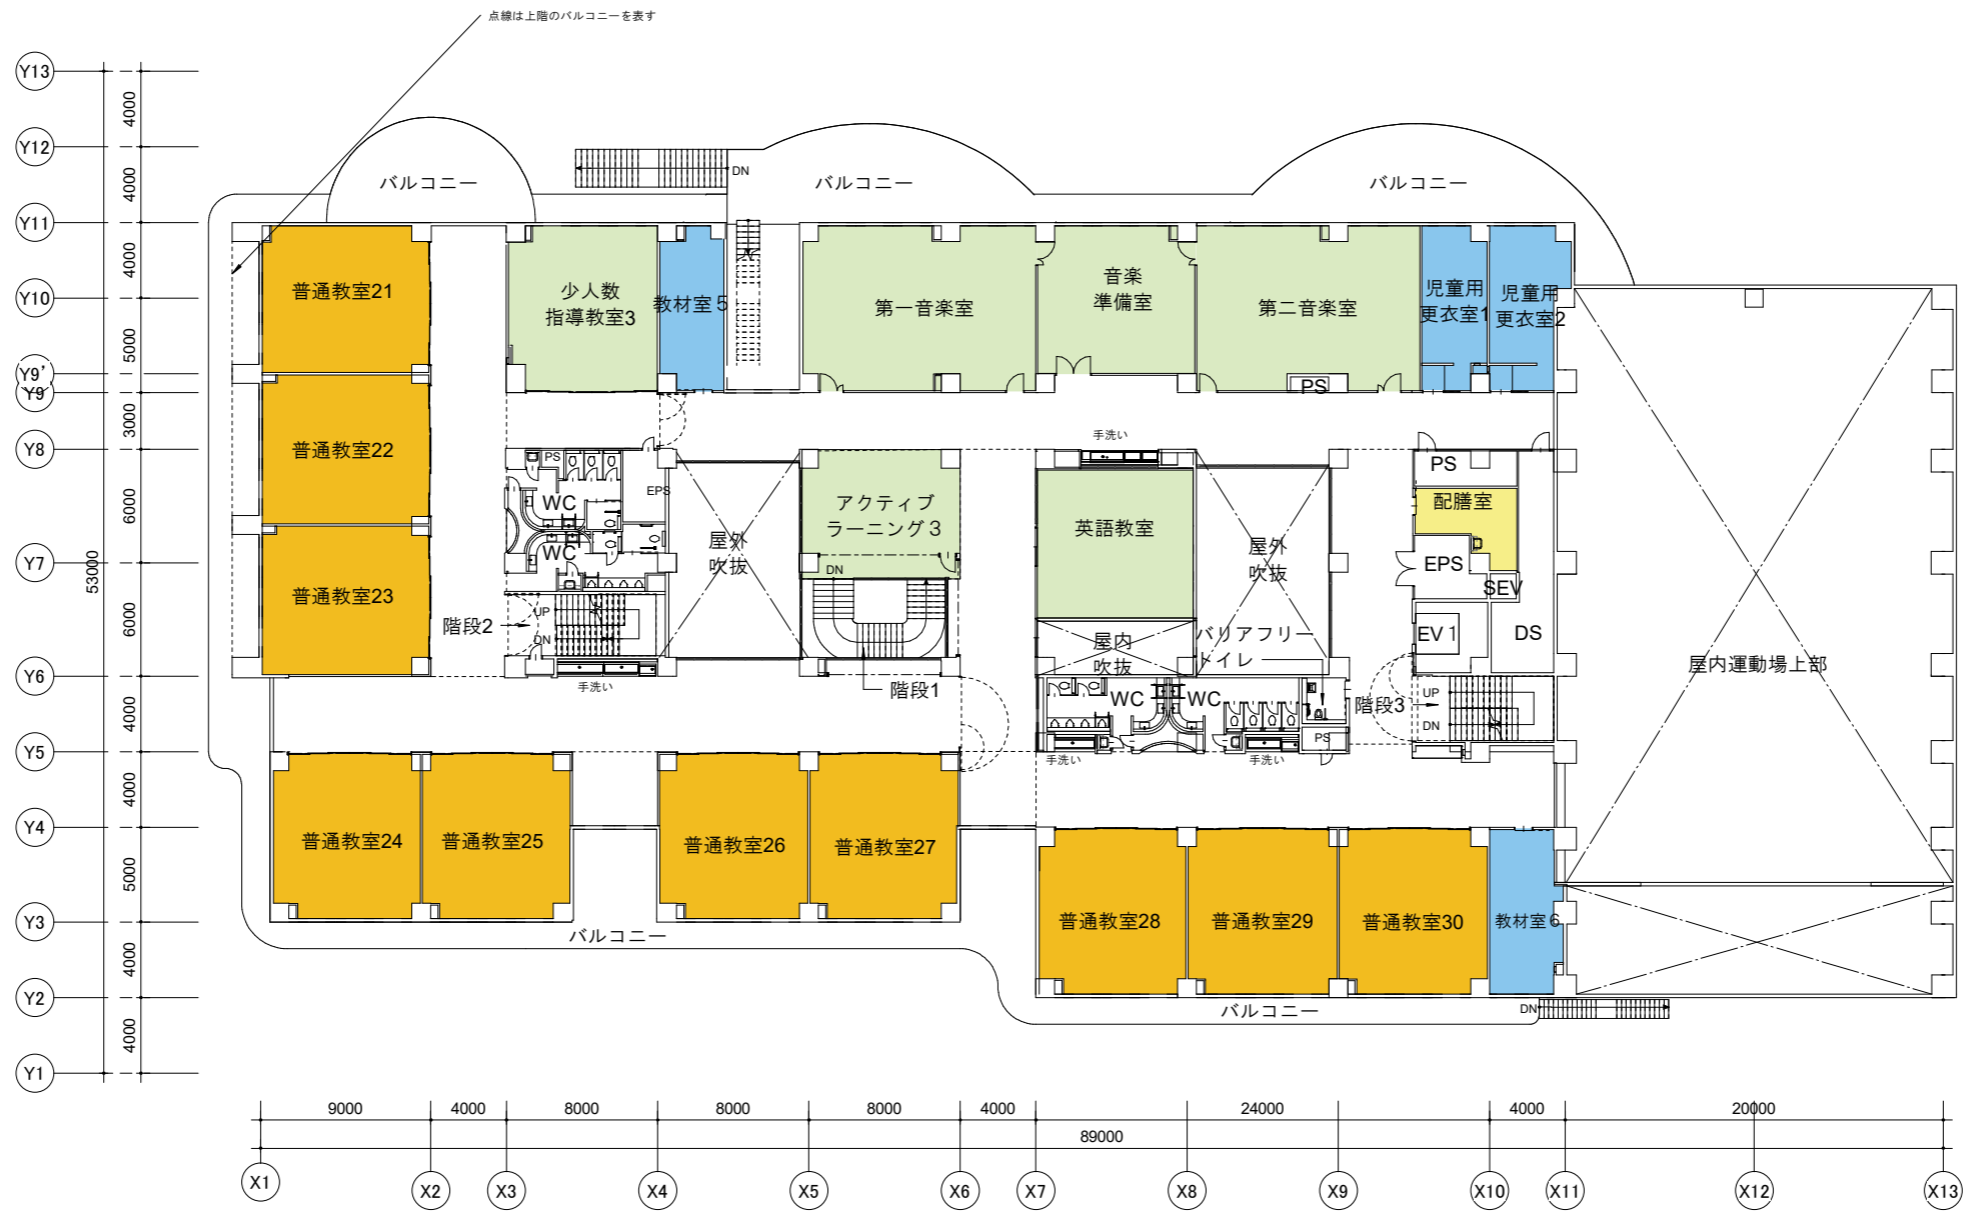 点線は上階のバルコニーを表す
Y13
4000
Y12
4000
Y11
4000
Y10
5000
Y9'
Y9
3000
Y8
6000
Y7
53000
6000
Y6
4000
Y5
4000
Y4
5000
Y3
4000
Y2
4000
Y1
バルコニー
DN
バルコニー
バルコニー
普通教室21
少人数
指導教室3
教材室5
第一音楽室
音楽
準備室
第二音楽室
PS
児童用
更衣室1
児童用
更衣室2
普通教室22
普通教室23
PS
WC
EPS
WC
屋外
吹抜
アクティブ
ラーニング3
DN
手洗い
英語教室
屋外
吹抜
PS
配膳室
EPS
SEV
EV1
DS
屋内運動場上部
階段2
UP
DN
手洗い
階段1
屋内
吹抜
バリアフリー
トイレ
WC
WC
階段3
UP
DN
PS
手洗い
手洗い
普通教室24
普通教室25
普通教室26
普通教室27
普通教室28
普通教室29
普通教室30
教材室6
バルコニー
バルコニー
DN
9000
4000
8000
8000
8000
4000
24000
4000
20000
89000
X1
X2
X3
X4
X5
X6
X7
X8
X9
X10
X11
X12
X13